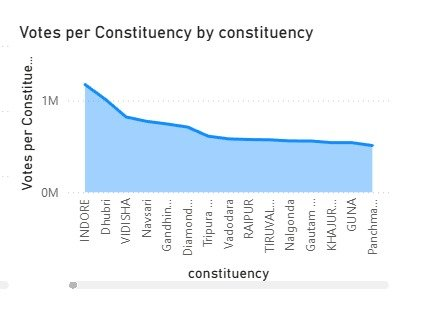 Votes per Constituency by constituency
Votes per Constitue...
1M
0M
INDORE
Dhubri
VIDISHA
Navsari
Gandhin...
Diamond...
Tripura ...
Vadodara
RAIPUR
TIRUVAL...
Nalgonda
Gautam ...
KHAJUR...
GUNA
Panchma...
constituency